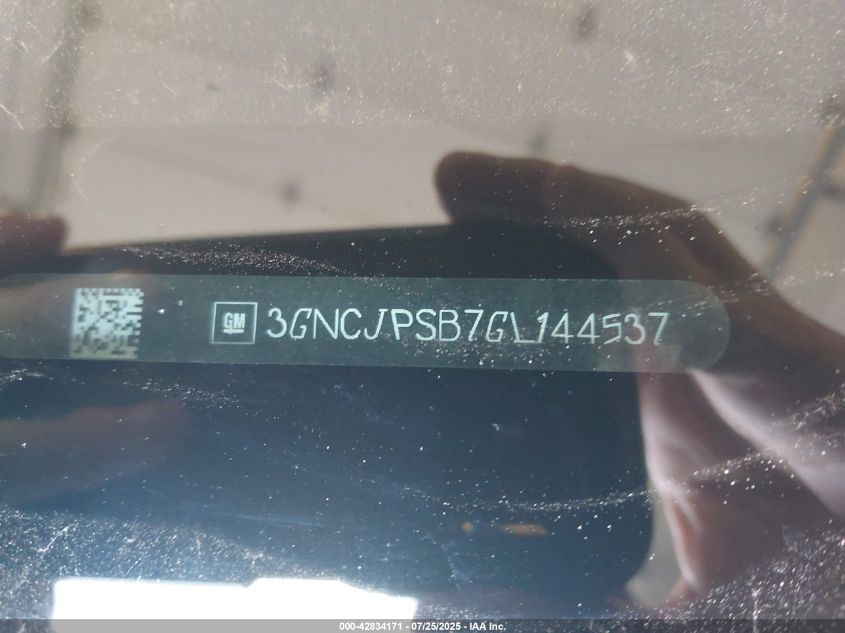 GM 3GNCJPSB7GL144537
000-42834171 - 07/25/2025 - IAA Inc.